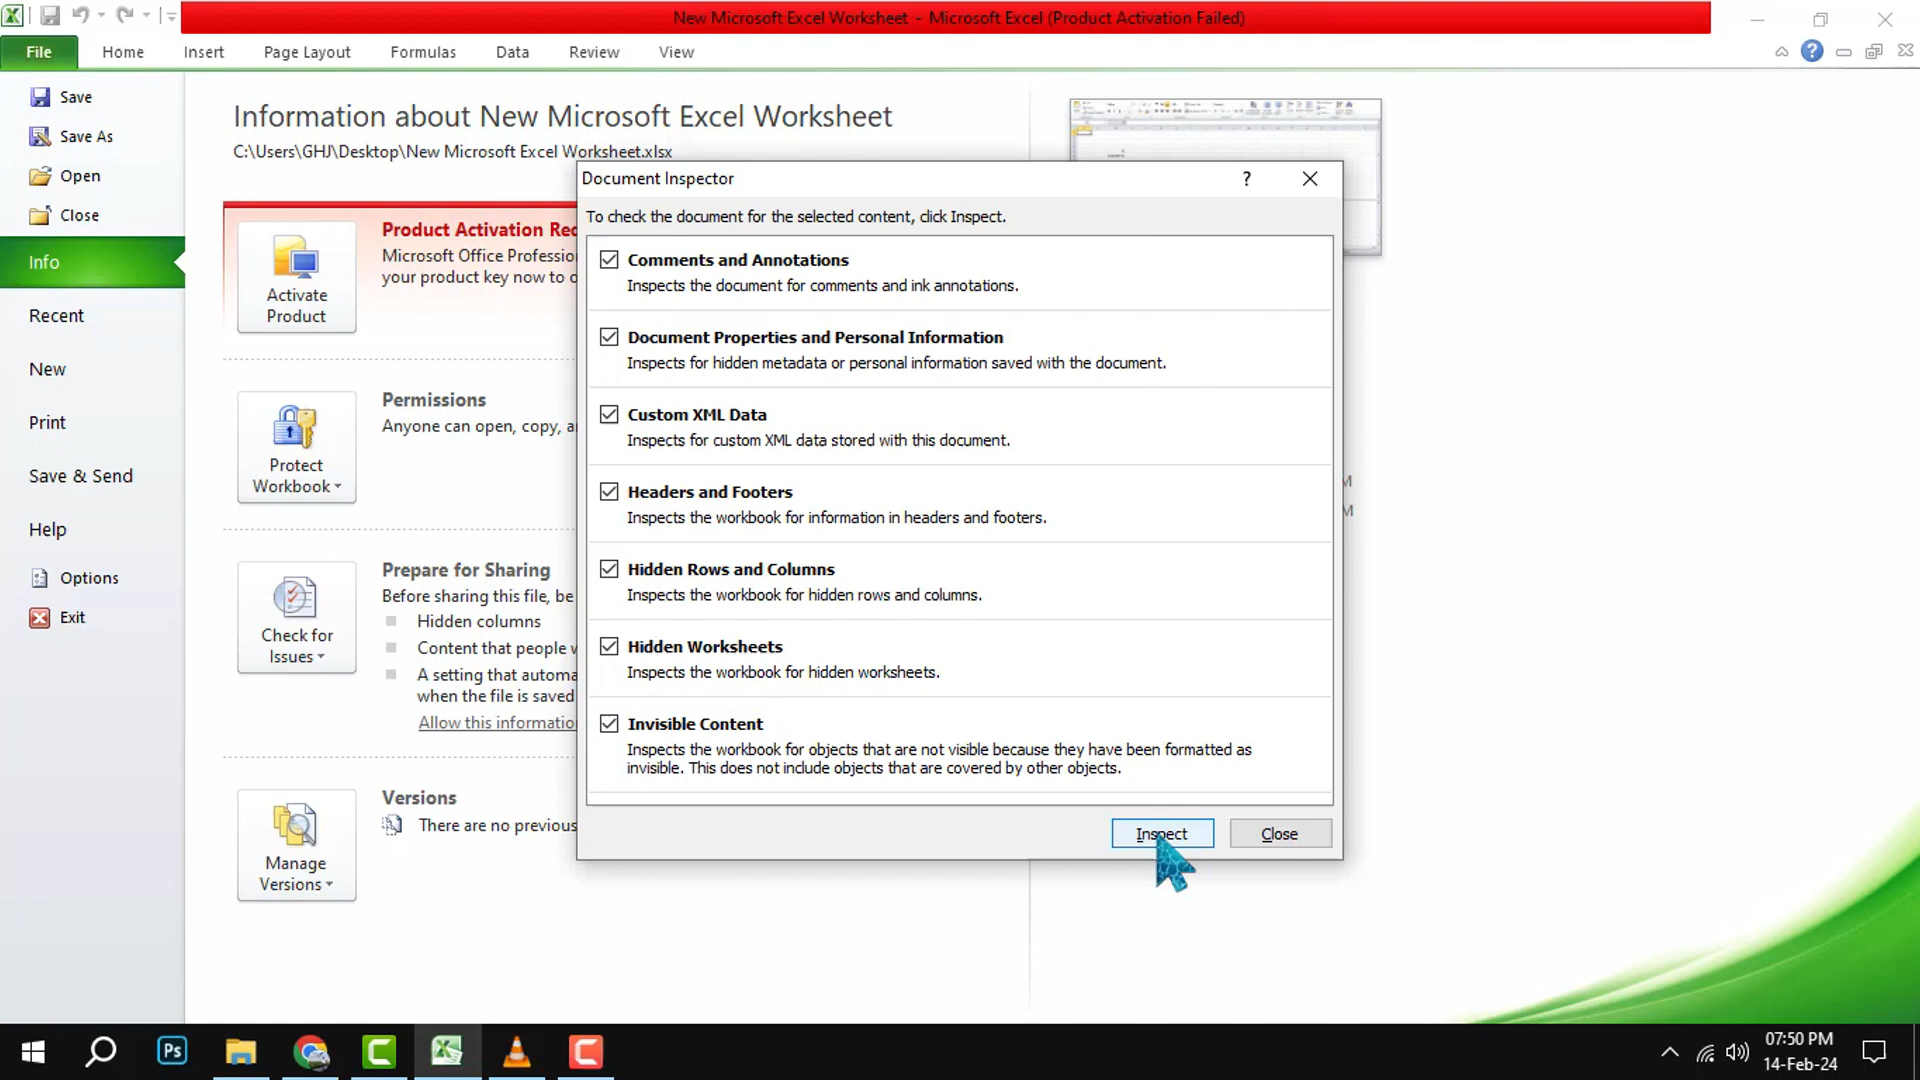 New Microsoft Excel Worksheet - Microsoft Excel (Product Activation Failed)
File Home Insert Page Layout Formulas Data Review View
Save
Save As
Open
Close
Info
Recent
New
Print
Save & Send
Help
Options
Exit
Information about New Microsoft Excel Worksheet
C:\Users\GHJ\Desktop\New Microsoft Excel Worksheet.xlsx
Activate
Product
Product Activation Rec
Microsoft Office Profession
your product key now to
Protect
Workbook
Permissions
Anyone can open, copy,
Check for
Issues
Prepare for Sharing
Before sharing this file, be
Hidden columns
Content that people
A setting that automa
when the file is saved
Allow this information
Manage
Versions
Versions
There are no previous
Document Inspector
?
To check the document for the selected content, click Inspect.
Comments and Annotations
Inspects the document for comments and ink annotations.
Document Properties and Personal Information
Inspects for hidden metadata or personal information saved with the document.
Custom XML Data
Inspects for custom XML data stored with this document.
Headers and Footers
Inspects the workbook for information in headers and footers.
Hidden Rows and Columns
Inspects the workbook for hidden rows and columns.
Hidden Worksheets
Inspects the workbook for hidden worksheets.
Invisible Content
Inspects the workbook for objects that are not visible because they have been formatted as
invisible. This does not include objects that are covered by other objects.
Inspect Close
M
M
Ps
07:50 PM
14-Feb-24